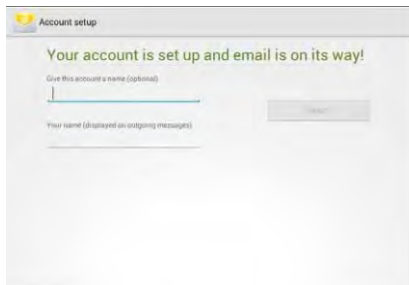 Account setup
Your account is set up and email is on its way!
Give this account a name (optional)
Your name (displayed on outgoing messages)